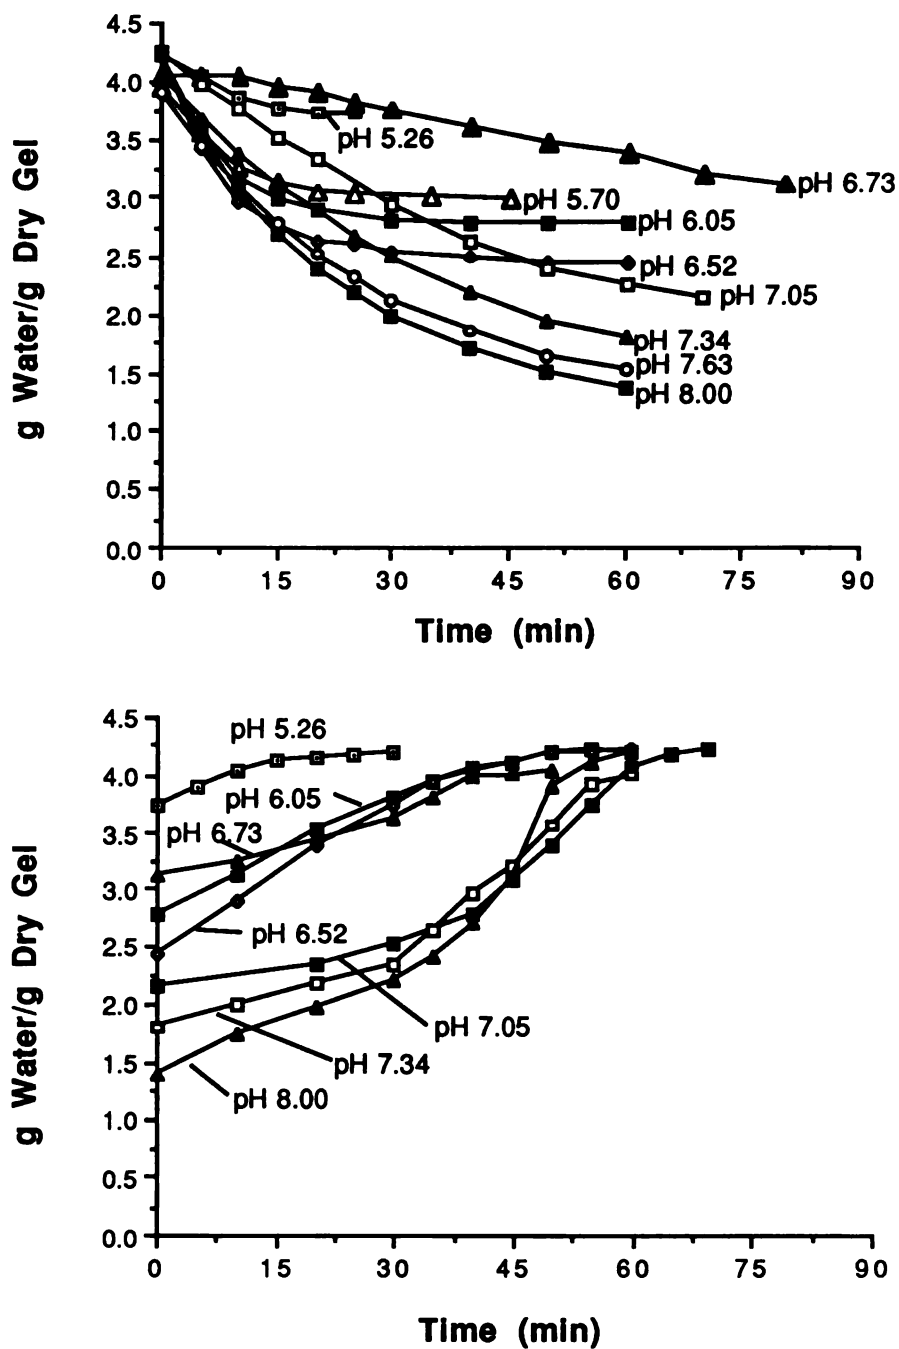 4.5
4.0
3.5
3.0
2.5
2.0
1.5
1.0
0.5
0.0
g Water/g Dry Gel
pH 5.26
pH 6.73
pH 5.70
pH 6.05
pH 6.52
pH 7.05
pH 7.34
pH 7.63
pH 8.00
0 15 30 45 60 75 90
Time (min)
4.5
4.0
3.5
3.0
2.5
2.0
1.5
1.0
0.5
0.0
g Water/g Dry Gel
pH 5.26
pH 6.05
pH 6.73
pH 6.52
pH 7.05
pH 7.34
pH 8.00
0 15 30 45 60 75 90
Time (min)